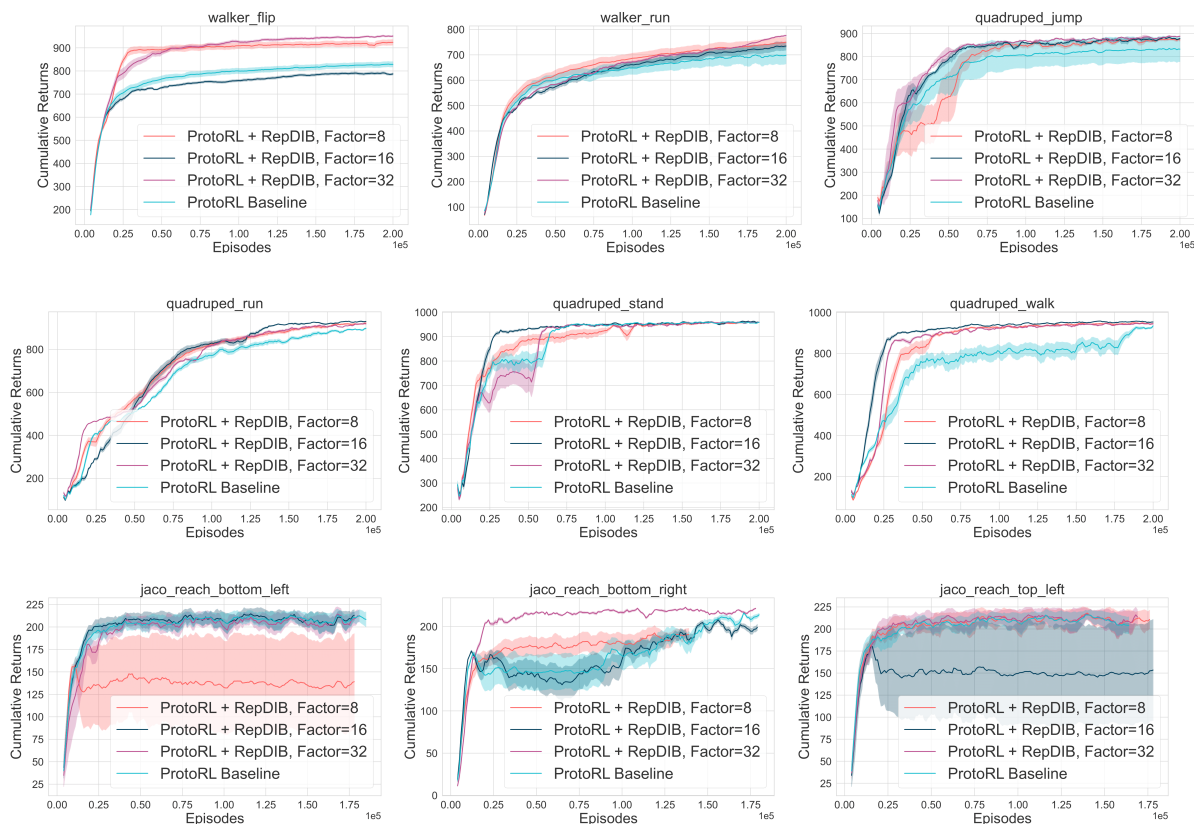 walker_flip
Cumulative Returns
900
800
700
600
500
400
300
200
ProtoRL + RepDIB, Factor=8
ProtoRL + RepDIB, Factor=16
ProtoRL + RepDIB, Factor=32
ProtoRL Baseline
0.00 0.25 0.50 0.75 1.00 1.25 1.50 1.75 2.00
1e5
Episodes
walker_run
Cumulative Returns
800
700
600
500
400
300
200
100
ProtoRL + RepDIB, Factor=8
ProtoRL + RepDIB, Factor=16
ProtoRL + RepDIB, Factor=32
ProtoRL Baseline
0.00 0.25 0.50 0.75 1.00 1.25 1.50 1.75 2.00
1e5
Episodes
quadruped_jump
Cumulative Returns
900
800
700
600
500
400
300
200
100
ProtoRL + RepDIB, Factor=8
ProtoRL + RepDIB, Factor=16
ProtoRL + RepDIB, Factor=32
ProtoRL Baseline
0.00 0.25 0.50 0.75 1.00 1.25 1.50 1.75 2.00
1e5
Episodes
quadruped_run
Cumulative Returns
800
600
400
200
ProtoRL + RepDIB, Factor=8
ProtoRL + RepDIB, Factor=16
ProtoRL + RepDIB, Factor=32
ProtoRL Baseline
0.00 0.25 0.50 0.75 1.00 1.25 1.50 1.75 2.00
1e5
Episodes
quadruped_stand
Cumulative Returns
1000
900
800
700
600
500
400
300
200
ProtoRL + RepDIB, Factor=8
ProtoRL + RepDIB, Factor=16
ProtoRL + RepDIB, Factor=32
ProtoRL Baseline
0.00 0.25 0.50 0.75 1.00 1.25 1.50 1.75 2.00
1e5
Episodes
quadruped_walk
Cumulative Returns
1000
800
600
400
200
ProtoRL + RepDIB, Factor=8
ProtoRL + RepDIB, Factor=16
ProtoRL + RepDIB, Factor=32
ProtoRL Baseline
0.00 0.25 0.50 0.75 1.00 1.25 1.50 1.75 2.00
1e5
Episodes
jaco_reach_bottom_left
Cumulative Returns
225
200
175
150
125
100
75
50
25
ProtoRL + RepDIB, Factor=8
ProtoRL + RepDIB, Factor=16
ProtoRL + RepDIB, Factor=32
ProtoRL Baseline
0.00 0.25 0.50 0.75 1.00 1.25 1.50 1.75
1e5
Episodes
jaco_reach_bottom_right
Cumulative Returns
200
150
100
50
0
ProtoRL + RepDIB, Factor=8
ProtoRL + RepDIB, Factor=16
ProtoRL + RepDIB, Factor=32
ProtoRL Baseline
0.00 0.25 0.50 0.75 1.00 1.25 1.50 1.75
1e5
Episodes
jaco_reach_top_left
Cumulative Returns
225
200
175
150
125
100
75
50
25
ProtoRL + RepDIB, Factor=8
ProtoRL + RepDIB, Factor=16
ProtoRL + RepDIB, Factor=32
ProtoRL Baseline
0.00 0.25 0.50 0.75 1.00 1.25 1.50 1.75
1e5
Episodes